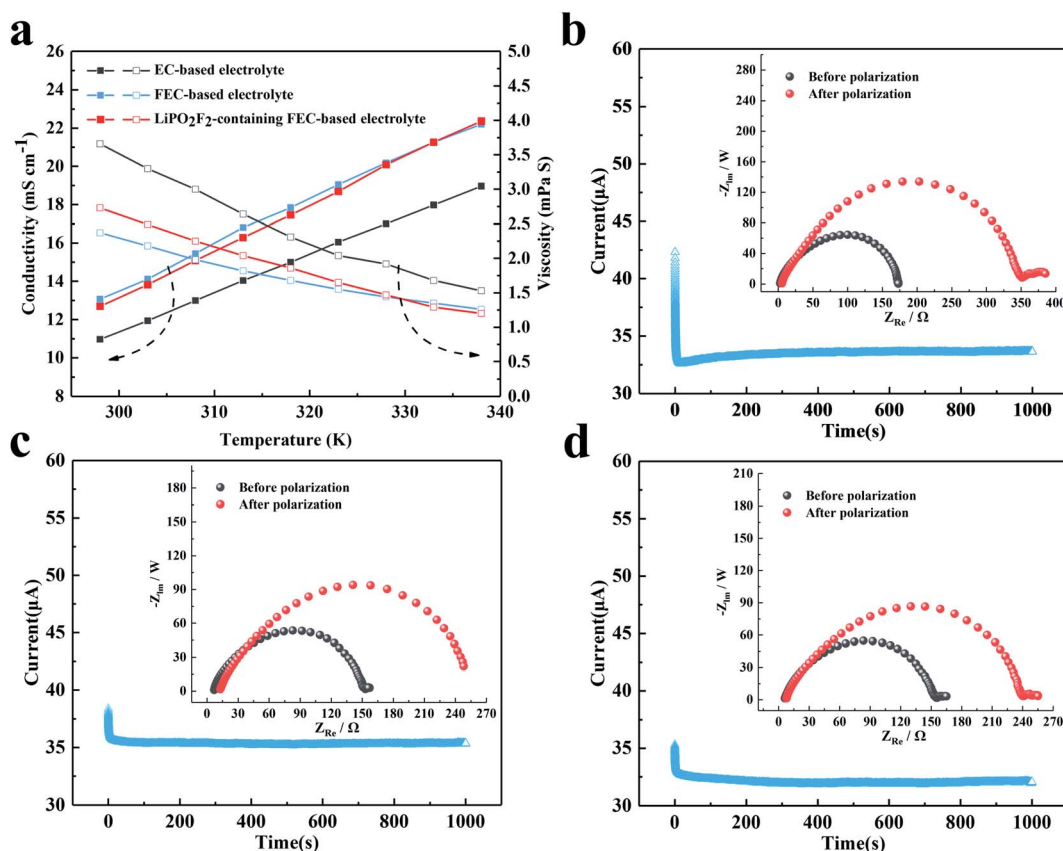 a
26
24
22
20
18
16
14
12
10
8
Conductivity (mS cm⁻¹)
EC-based electrolyte
FEC-based electrolyte
LiPO2F2-containing FEC-based electrolyte
5.0
4.5
4.0
3.5
3.0
2.5
2.0
1.5
1.0
0.5
0.0
Viscosity (mPa S)
300 310 320 330 340
Temperature (K)
b
60
55
50
45
40
35
30
Current(μA)
0 200 400 600 800 1000
Time(s)
280
240
200
160
120
80
40
0
-ZIm / W
Before polarization
After polarization
0 50 100 150 200 250 300 350 400
ZRe / Ω
c
60
55
50
45
40
35
30
Current(μA)
0 200 400 600 800 1000
Time(s)
180
150
120
90
60
30
0
-ZIm / W
Before polarization
After polarization
0 30 60 90 120 150 180 210 240 270
ZRe / Ω
d
60
55
50
45
40
35
30
Current(μA)
0 200 400 600 800 1000
Time(s)
210
180
150
120
90
60
30
0
-ZIm / W
Before polarization
After polarization
0 30 60 90 120 150 180 210 240 270
ZRe / Ω